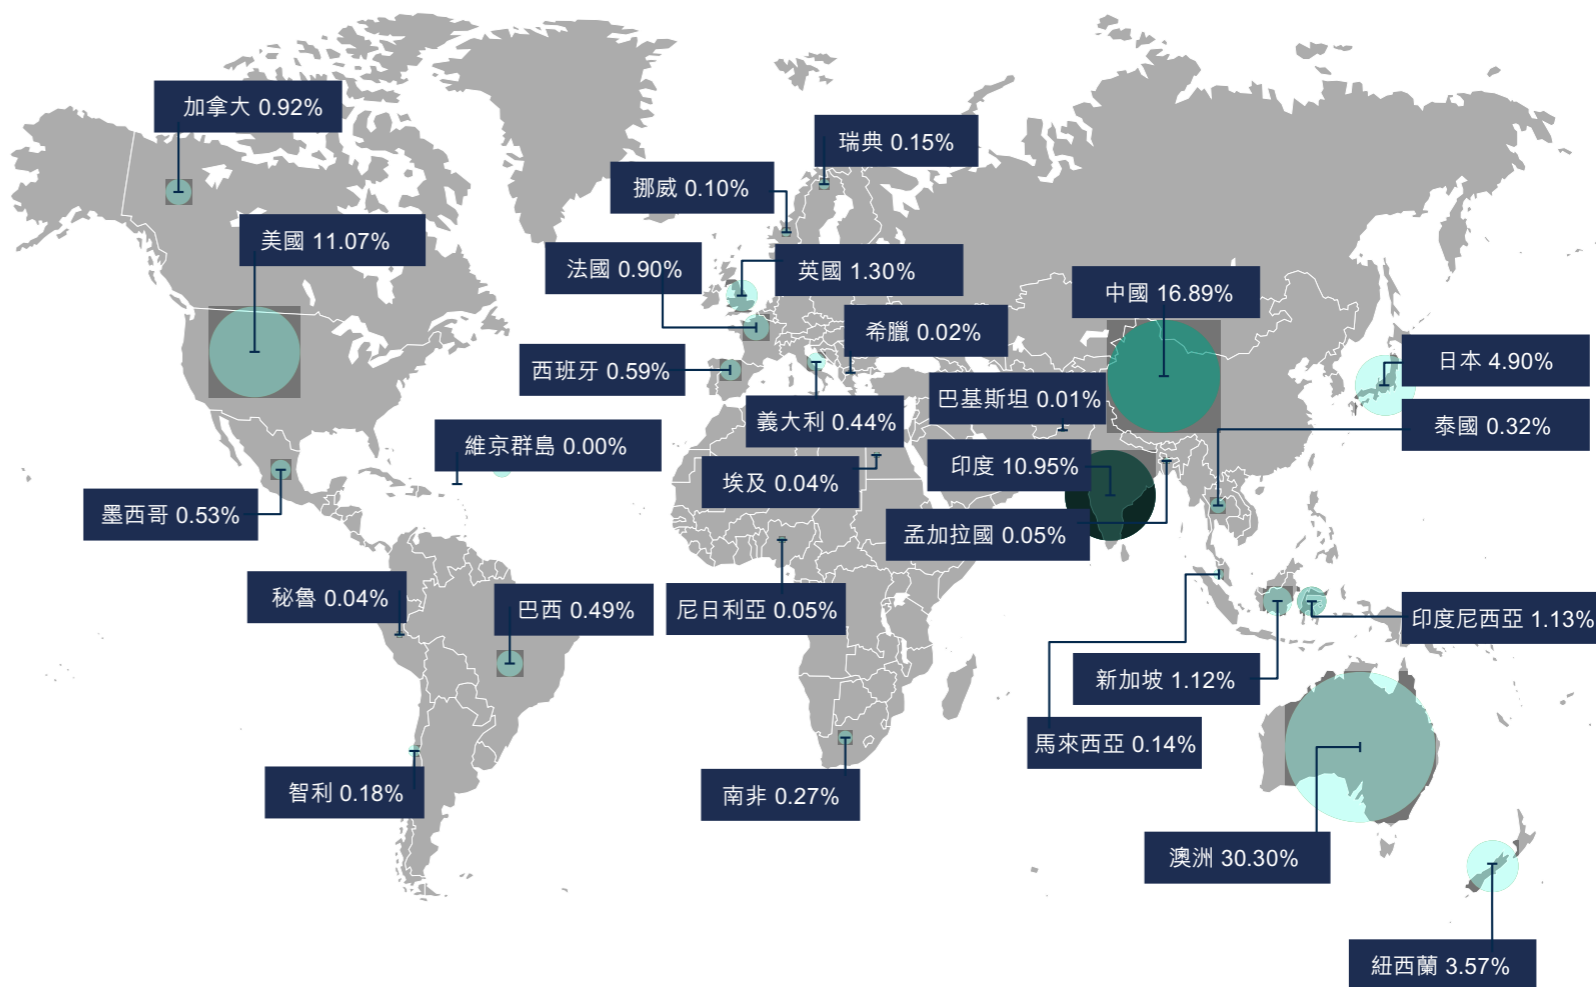 加拿大 0.92%
瑞典 0.15%
挪威 0.10%
美國 11.07%
法國 0.90%
英國 1.30%
中國 16.89%
希臘 0.02%
日本 4.90%
西班牙 0.59%
巴基斯坦 0.01%
義大利 0.44%
泰國 0.32%
維京群島 0.00%
印度 10.95%
埃及 0.04%
墨西哥 0.53%
孟加拉國 0.05%
秘魯 0.04%
巴西 0.49%
尼日利亞 0.05%
印度尼西亞 1.13%
新加坡 1.12%
馬來西亞 0.14%
智利 0.18%
南非 0.27%
澳洲 30.30%
紐西蘭 3.57%